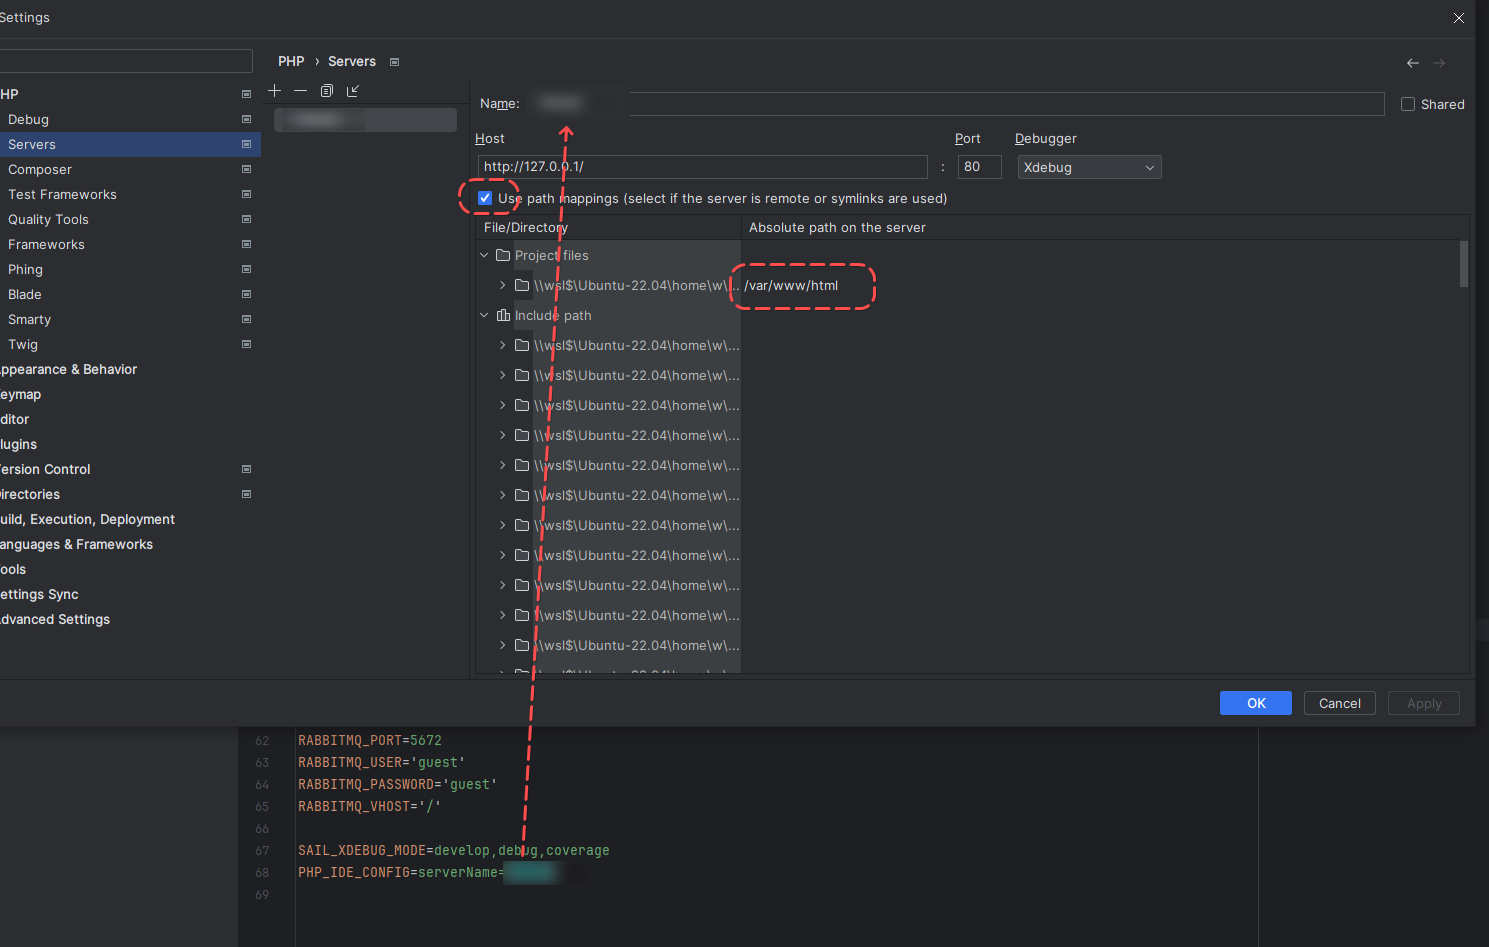 Settings
PHP › Servers
HP
Debug
Servers
Composer
Test Frameworks
Quality Tools
Frameworks
Phing
Blade
Smarty
Twig
ppearance & Behavior
eymap
ditor
lugins
ersion Control
irectories
uild, Execution, Deployment
anguages & Frameworks
ools
ettings Sync
dvanced Settings
Name:
Shared
Host Port Debugger
http://127.0.0.1/ : 80 Xdebug
Use path mappings (select if the server is remote or symlinks are used)
File/Directory Absolute path on the server
Project files
\\wsl$\Ubuntu-22.04\home\w\... /var/www/html
Include path
\\wsl$\Ubuntu-22.04\home\w\...
\\wsl$\Ubuntu-22.04\home\w\...
\\wsl$\Ubuntu-22.04\home\w\...
\\wsl$\Ubuntu-22.04\home\w\...
\\wsl$\Ubuntu-22.04\home\w\...
\\wsl$\Ubuntu-22.04\home\w\...
\\wsl$\Ubuntu-22.04\home\w\...
\\wsl$\Ubuntu-22.04\home\w\...
\\wsl$\Ubuntu-22.04\home\w\...
\\wsl$\Ubuntu-22.04\home\w\...
\\wsl$\Ubuntu-22.04\home\w\...
OK Cancel Apply
62 RABBITMQ_PORT=5672
63 RABBITMQ_USER='guest'
64 RABBITMQ_PASSWORD='guest'
65 RABBITMQ_VHOST='/'
66
67 SAIL_XDEBUG_MODE=develop,debug,coverage
68 PHP_IDE_CONFIG=serverName=
69